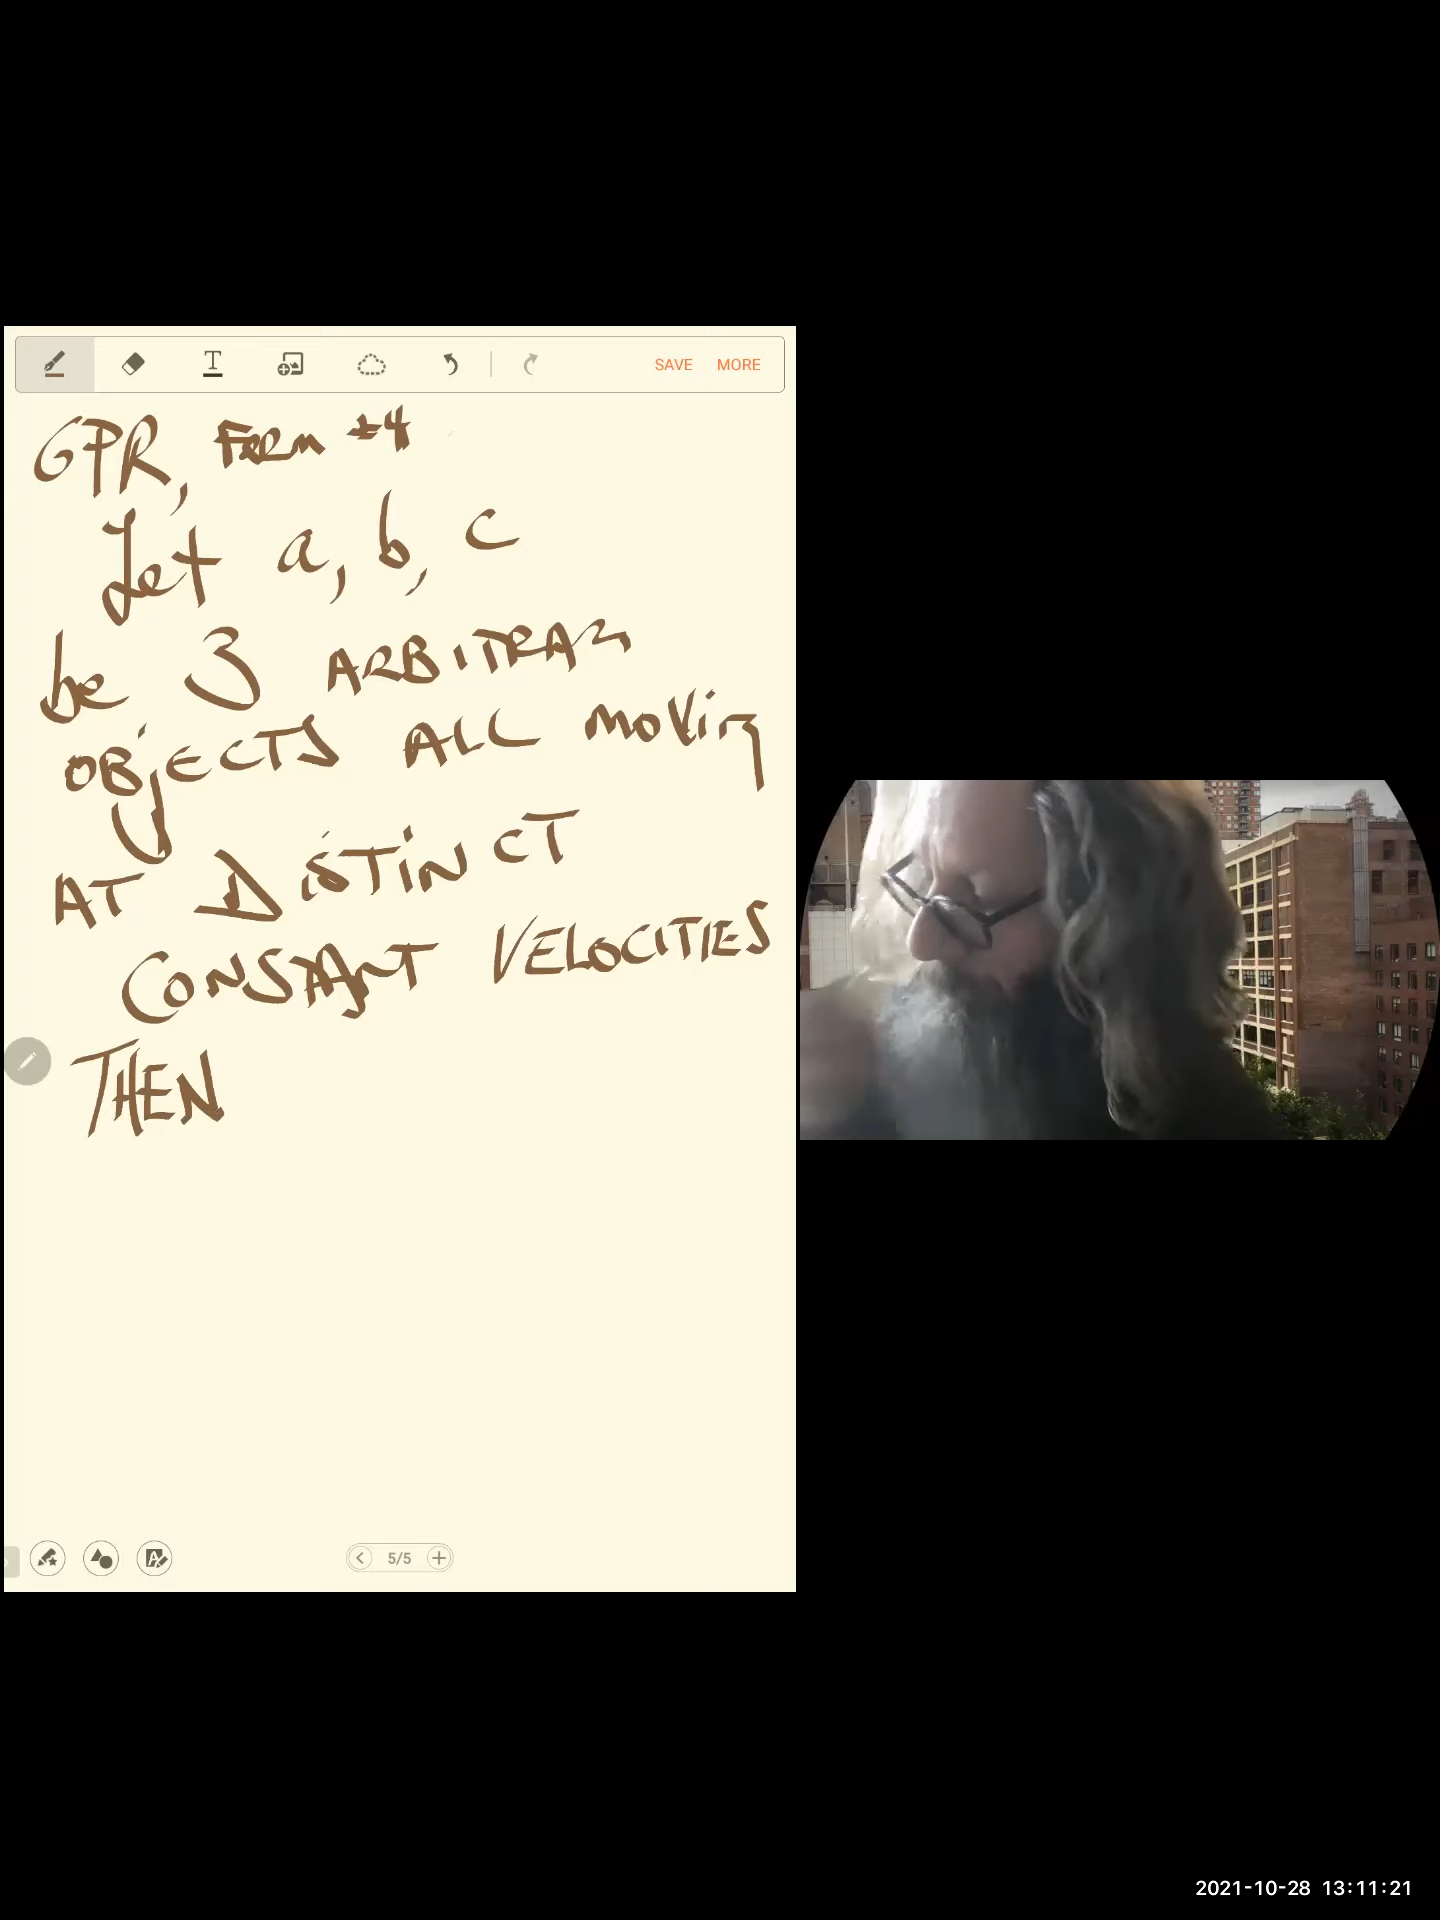 T
SAVE MORE
GPR, FORM #4
Let a, b, c
be 3 ARBITRARY
OBJECTS ALL moving
AT DISTINCT
CONSTANT VELOCITIES
THEN
A
5/5
2021-10-28 13:11:21